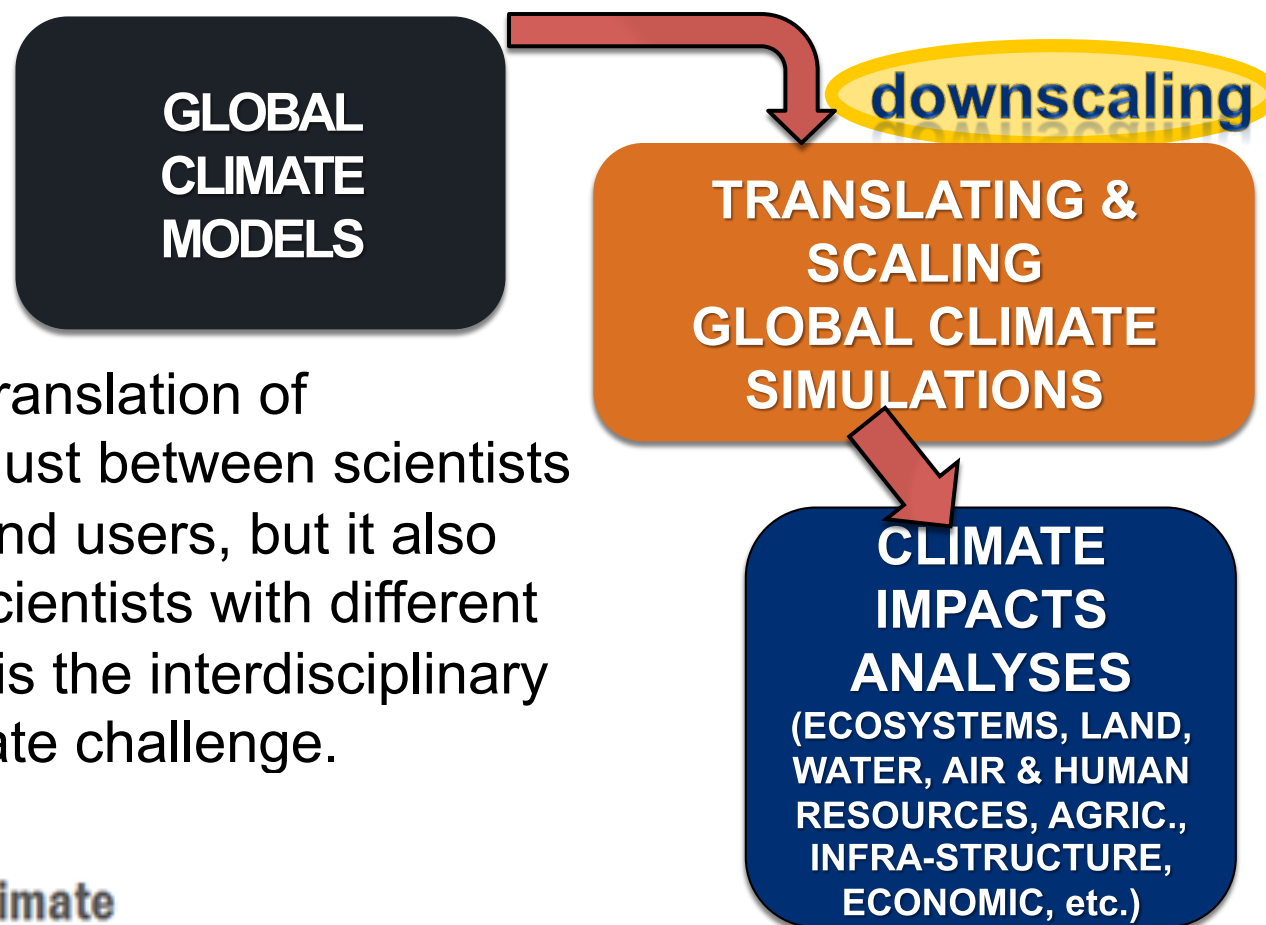 GLOBAL
CLIMATE
MODELS
downscaling
TRANSLATING &
SCALING
GLOBAL CLIMATE
SIMULATIONS
ranslation of
ust between scientists
nd users, but it also
cientists with different
is the interdisciplinary
ate challenge.
CLIMATE
IMPACTS
ANALYSES
(ECOSYSTEMS, LAND,
WATER, AIR & HUMAN
RESOURCES, AGRIC.,
INFRA-STRUCTURE,
ECONOMIC, etc.)
imate